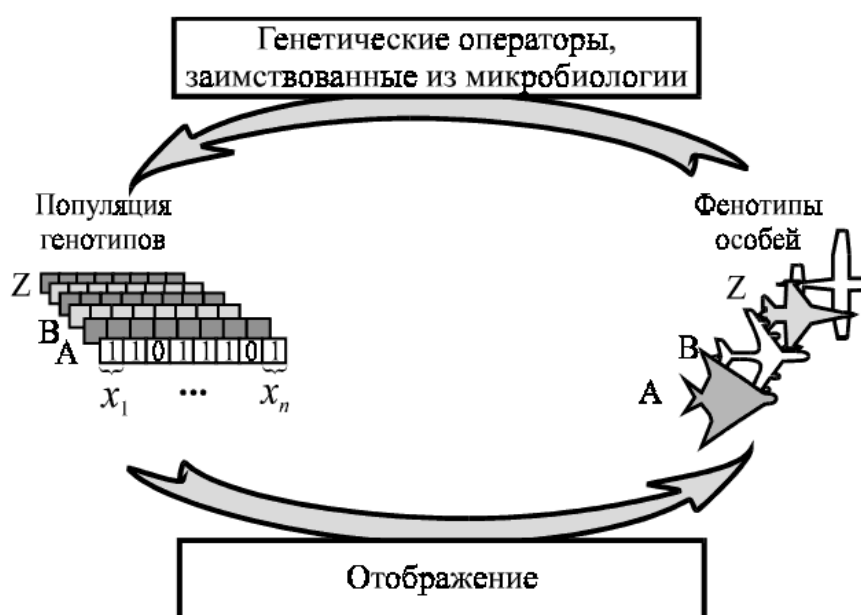 Генетические операторы,
заимствованные из микробиологии
Популяция
генотипов
Z
B
A
1 1 0 1 1 1 0 1
x₁ ... xₙ
Фенотипы
особей
Z
B
A
Отображение